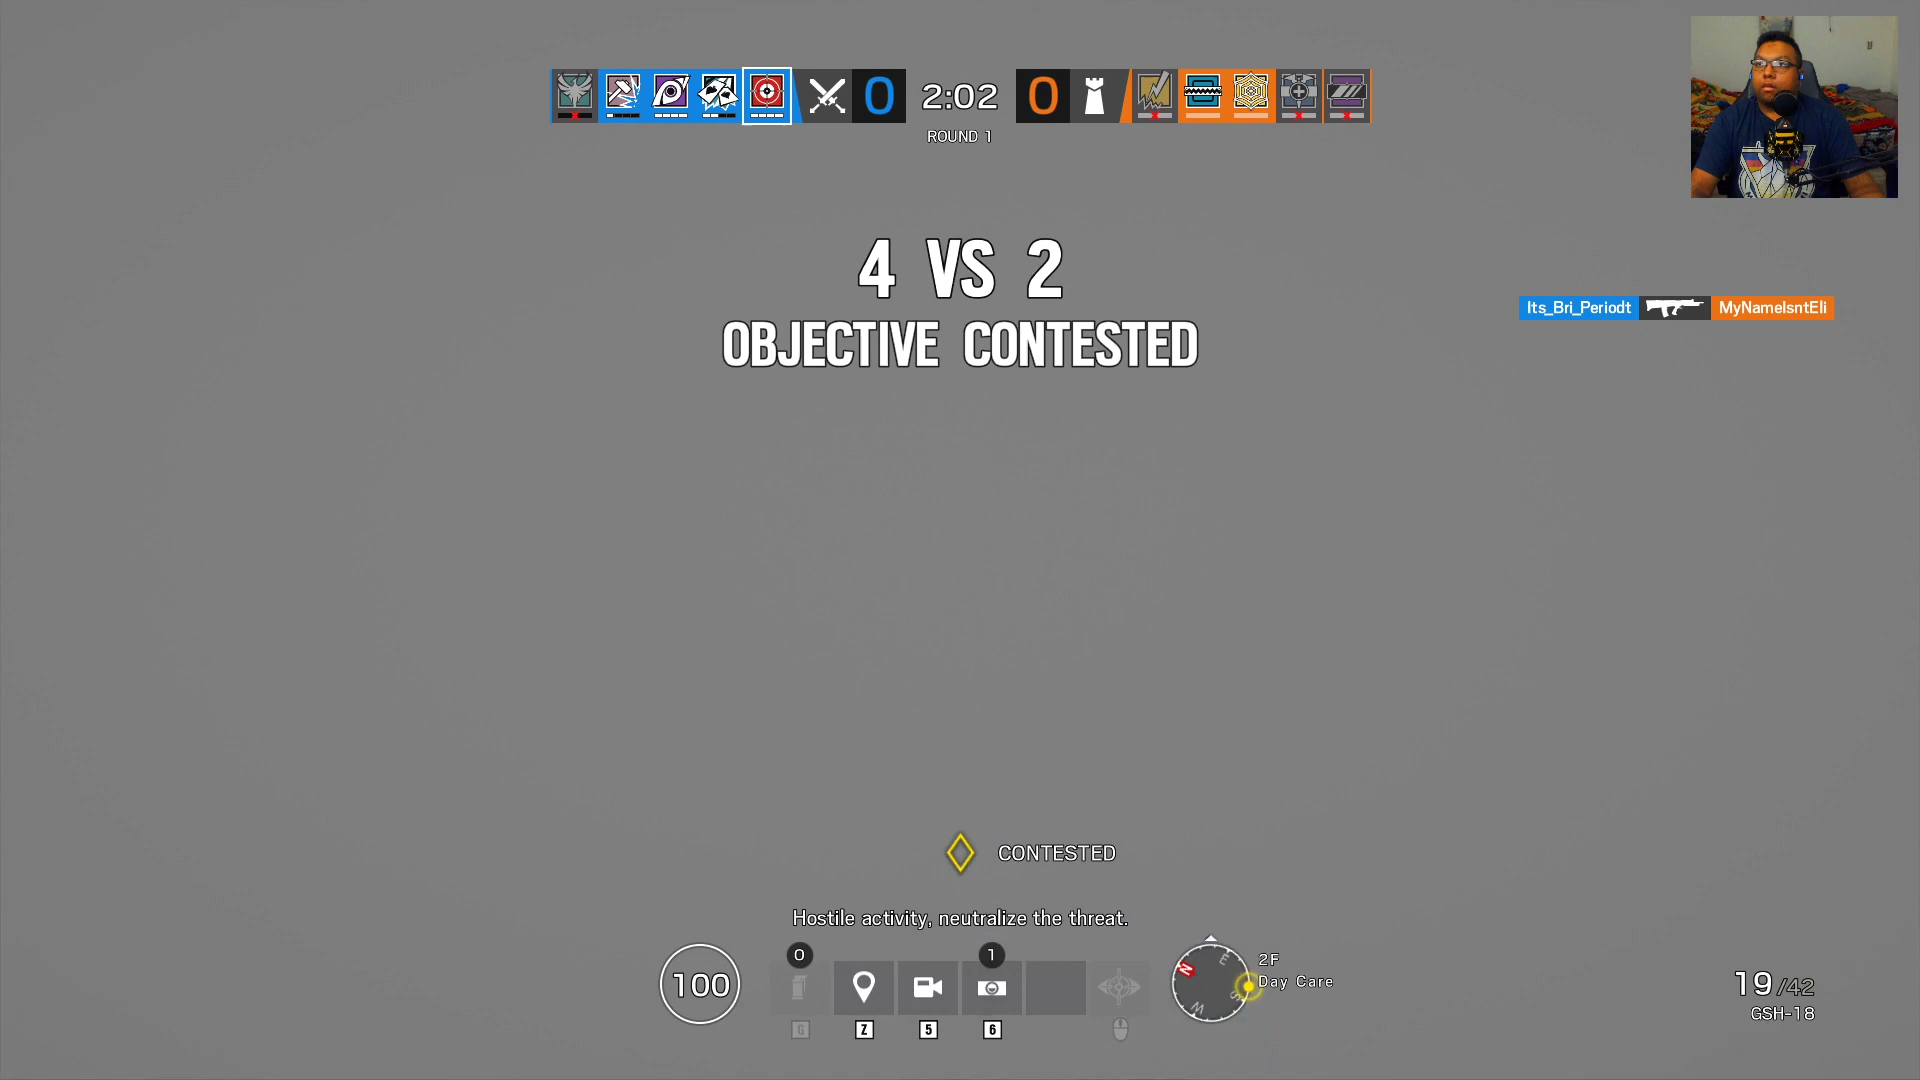 0 2:02 0
ROUND 1
4 VS 2
OBJECTIVE CONTESTED
Its_Bri_Periodt MyNameIsntEli
CONTESTED
Hostile activity, neutralize the threat.
0 1
100
G Z 5 6
N E S W
2F
Day Care
19/42
GSH-18